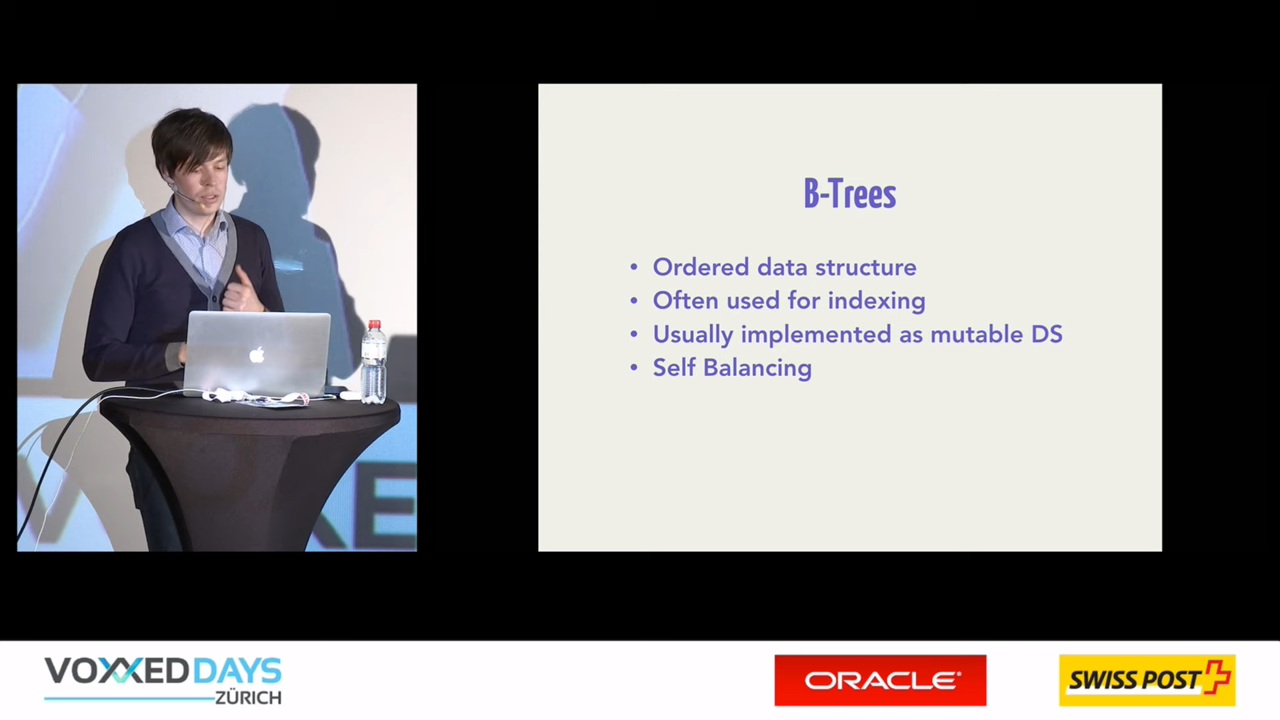 B-Trees
• Ordered data structure
• Often used for indexing
• Usually implemented as mutable DS
• Self Balancing
VOXXED DAYS
ZÜRICH
ORACLE®
SWISS POST